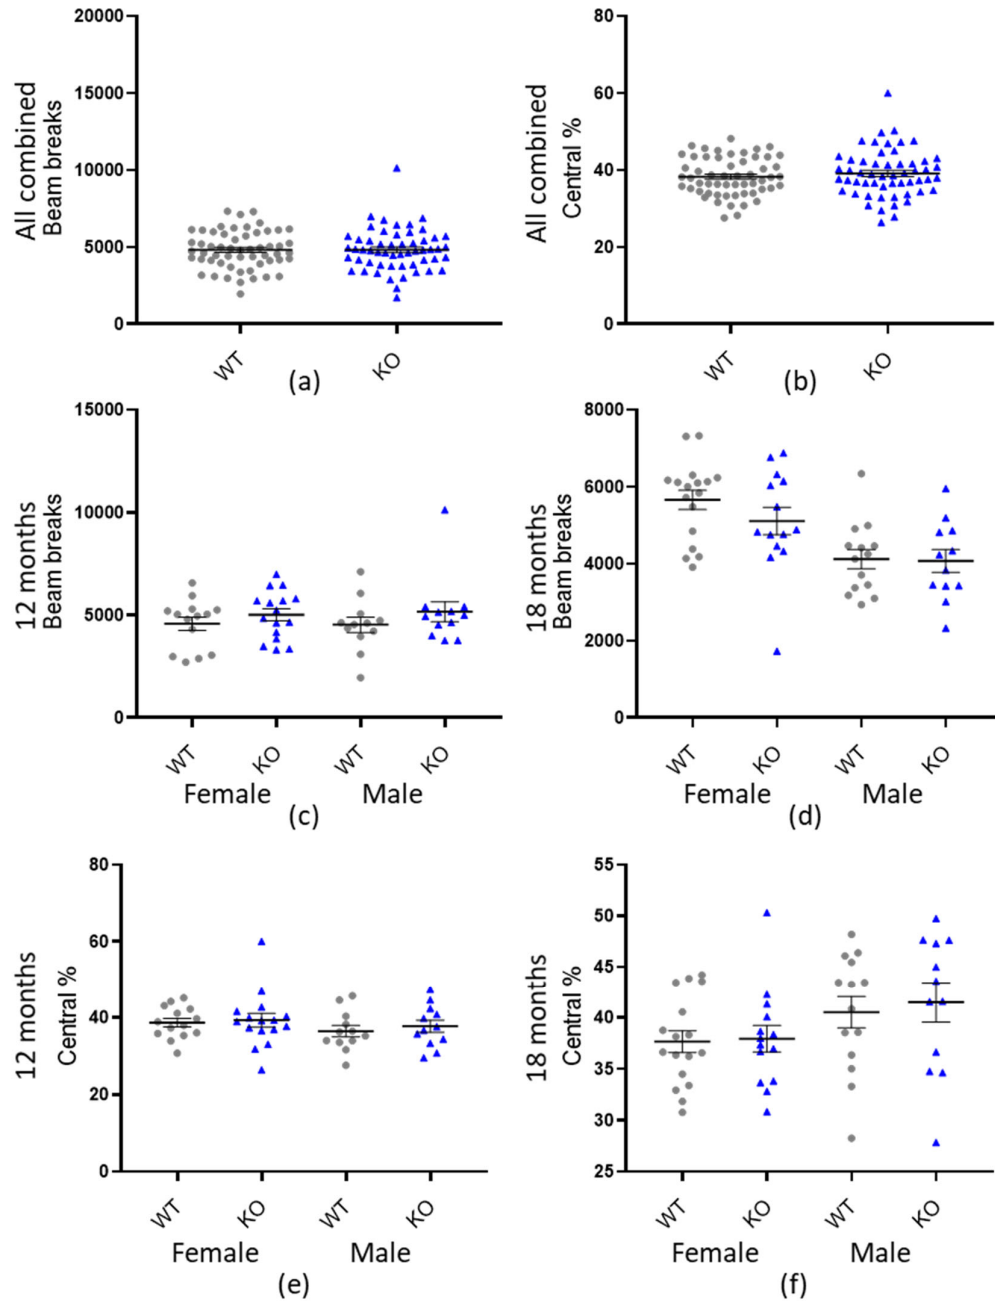 20000
15000
10000
5000
0
All combined
Beam breaks
WT
KO
(a)
80
60
40
20
0
All combined
Central %
WT
KO
(b)
15000
10000
5000
0
12 months
Beam breaks
WT
KO
WT
KO
Female
Male
(c)
8000
6000
4000
2000
0
18 months
Beam breaks
WT
KO
WT
KO
Female
Male
(d)
80
60
40
20
0
12 months
Central %
WT
KO
WT
KO
Female
Male
(e)
55
50
45
40
35
30
25
18 months
Central %
WT
KO
WT
KO
Female
Male
(f)